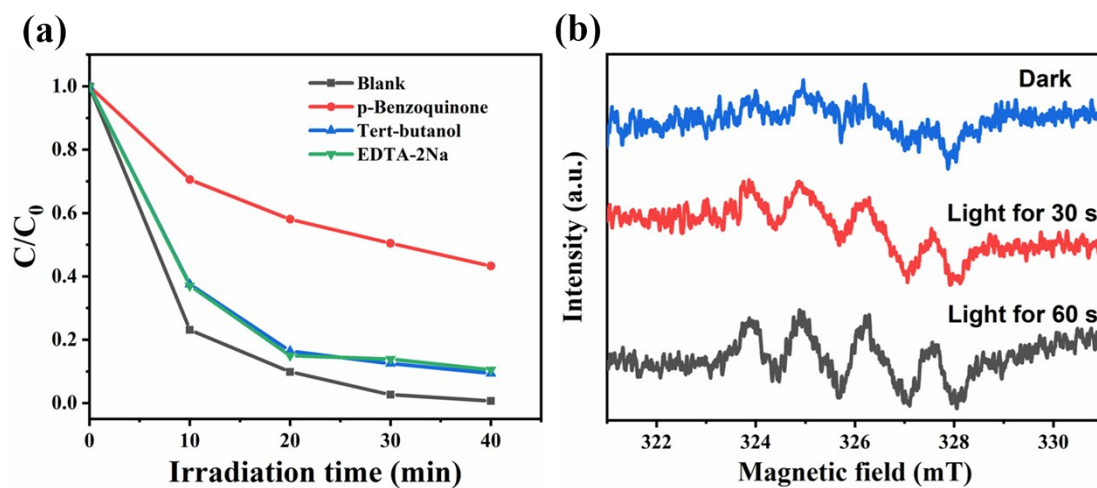 (a)
C/C0
1.0
0.8
0.6
0.4
0.2
0.0
Blank
p-Benzoquinone
Tert-butanol
EDTA-2Na
0 10 20 30 40
Irradiation time (min)
(b)
Intensity (a.u.)
Dark
Light for 30 s
Light for 60 s
322 324 326 328 330
Magnetic field (mT)